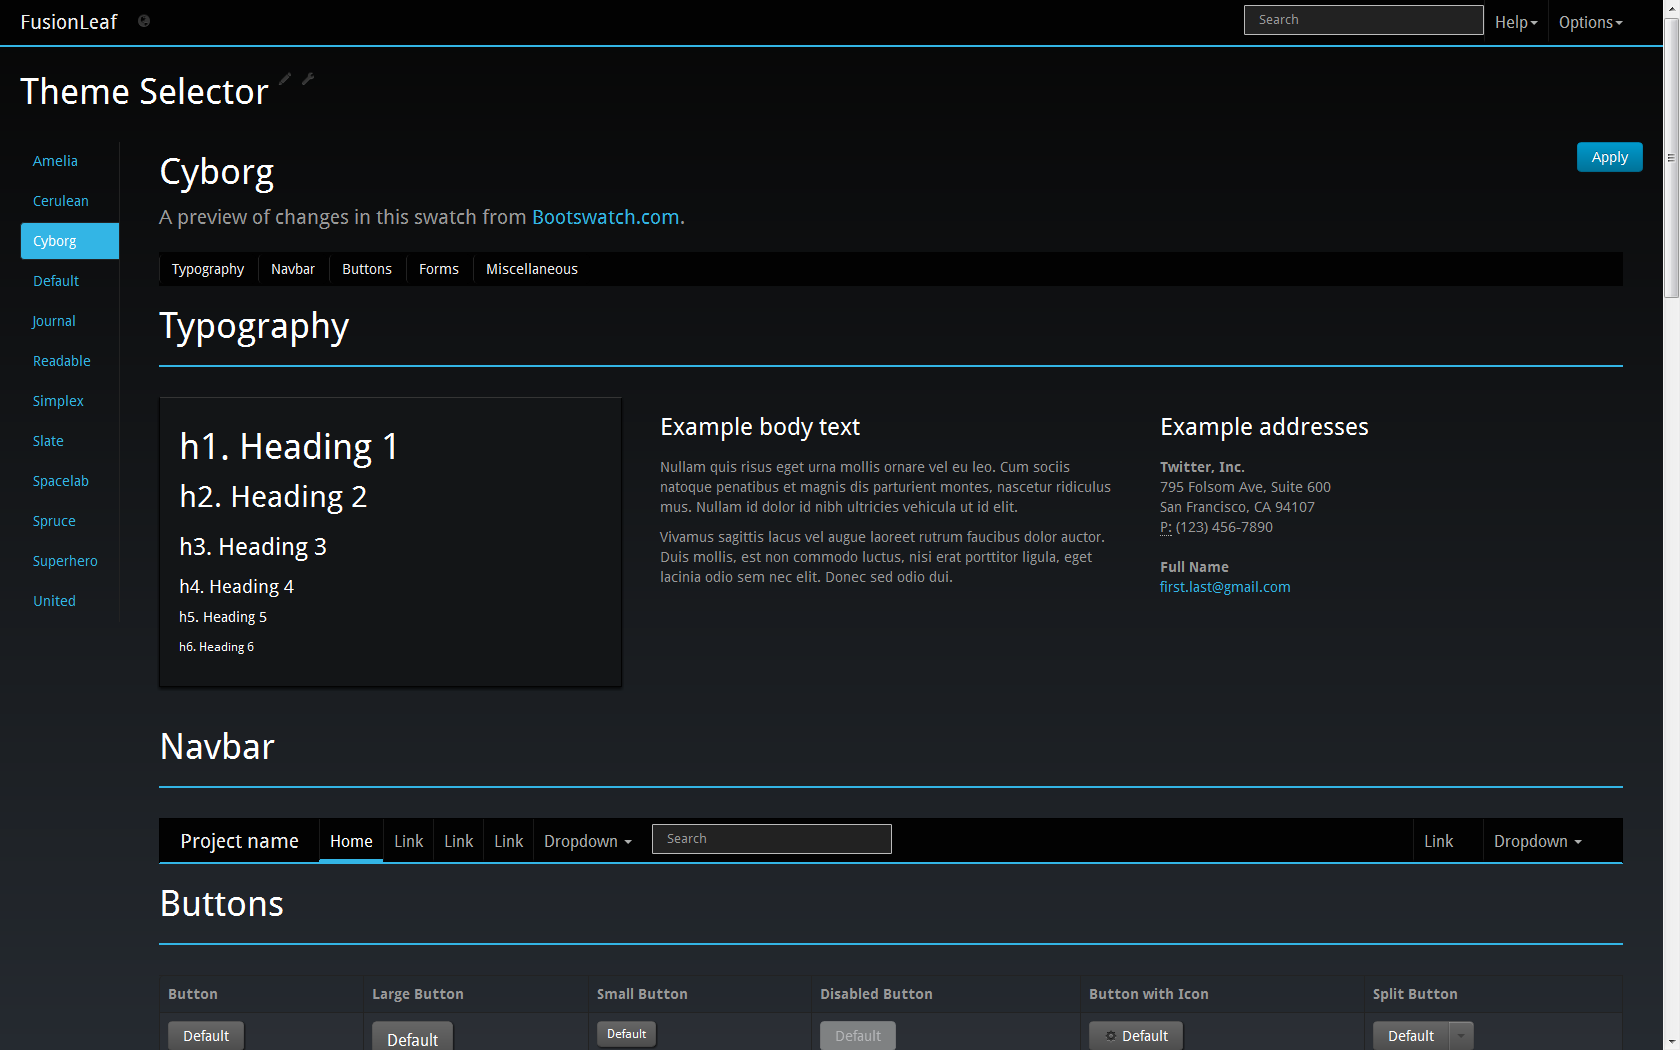 FusionLeaf
Search
Help
Options
Theme Selector
Amelia
Cerulean
Cyborg
Default
Journal
Readable
Simplex
Slate
Spacelab
Spruce
Superhero
United
Cyborg
Apply
A preview of changes in this swatch from Bootswatch.com.
Typography Navbar Buttons Forms Miscellaneous
Typography
h1. Heading 1
h2. Heading 2
h3. Heading 3
h4. Heading 4
h5. Heading 5
h6. Heading 6
Example body text
Nullam quis risus eget urna mollis ornare vel eu leo. Cum sociis
natoque penatibus et magnis dis parturient montes, nascetur ridiculus
mus. Nullam id dolor id nibh ultricies vehicula ut id elit.
Vivamus sagittis lacus vel augue laoreet rutrum faucibus dolor auctor.
Duis mollis, est non commodo luctus, nisi erat porttitor ligula, eget
lacinia odio sem nec elit. Donec sed odio dui.
Example addresses
Twitter, Inc.
795 Folsom Ave, Suite 600
San Francisco, CA 94107
P: (123) 456-7890
Full Name
first.last@gmail.com
Navbar
Project name Home Link Link Link Dropdown Search Link Dropdown
Buttons
Button Large Button Small Button Disabled Button Button with Icon Split Button
Default Default Default Default Default Default